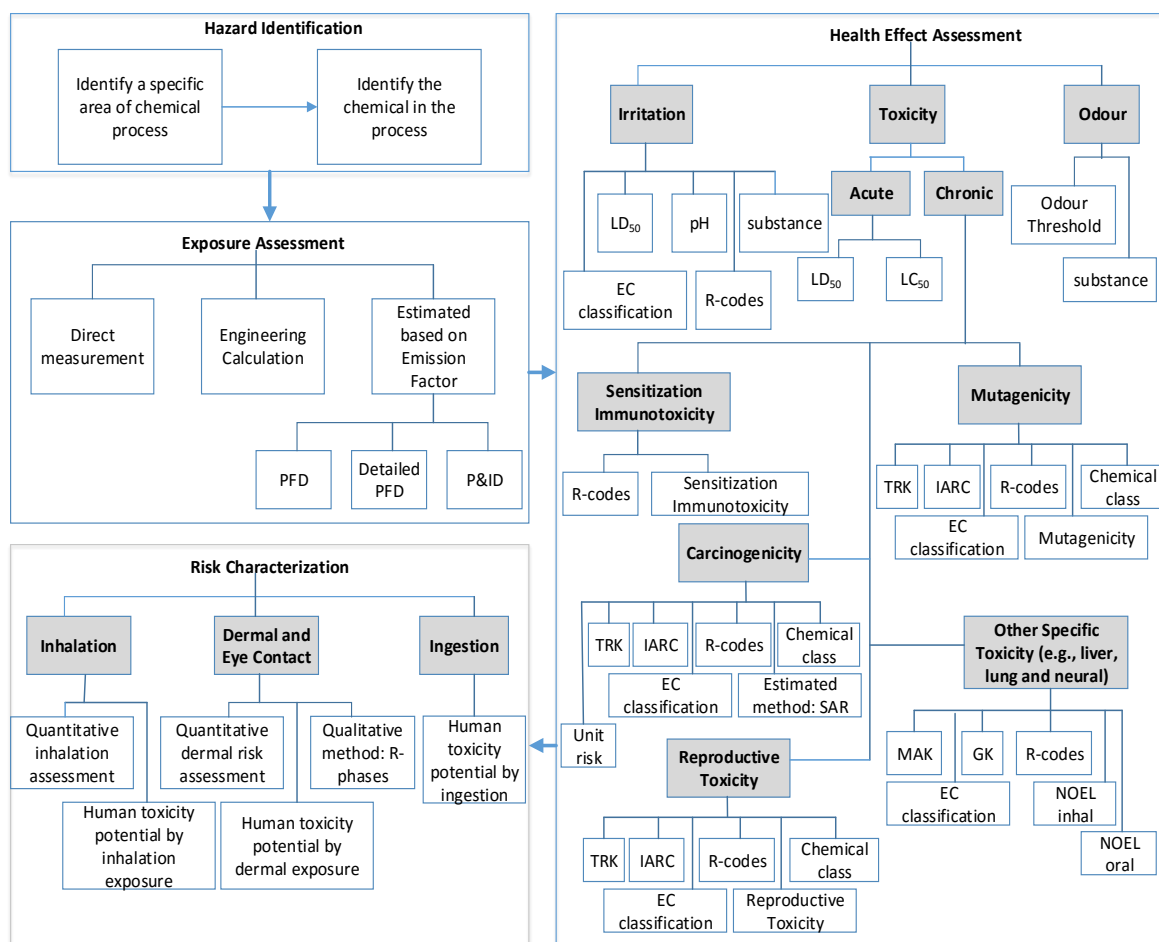 Hazard Identification
Identify a specific
area of chemical
process
Identify the
chemical in the
process
Exposure Assessment
Direct
measurement
Engineering
Calculation
Estimated
based on
Emission
Factor
PFD
Detailed
PFD
P&ID
Health Effect Assessment
Irritation
Toxicity
Odour
LD50
pH
substance
EC
classification
R-codes
Acute
Chronic
LD50
LC50
Odour
Threshold
substance
Sensitization
Immunotoxicity
R-codes
Sensitization
Immunotoxicity
Mutagenicity
TRK
IARC
R-codes
Chemical
class
EC
classification
Mutagenicity
Carcinogenicity
TRK
IARC
R-codes
Chemical
class
EC
classification
Estimated
method: SAR
Unit
risk
Other Specific
Toxicity (e.g., liver,
lung and neural)
MAK
GK
R-codes
EC
classification
NOEL
inhal
NOEL
oral
Reproductive
Toxicity
TRK
IARC
R-codes
Chemical
class
EC
classification
Reproductive
Toxicity
Risk Characterization
Inhalation
Dermal and
Eye Contact
Ingestion
Quantitative
inhalation
assessment
Human toxicity
potential by
inhalation
exposure
Quantitative
dermal risk
assessment
Human toxicity
potential by
dermal exposure
Qualitative
method: R-
phases
Human
toxicity
potential by
ingestion